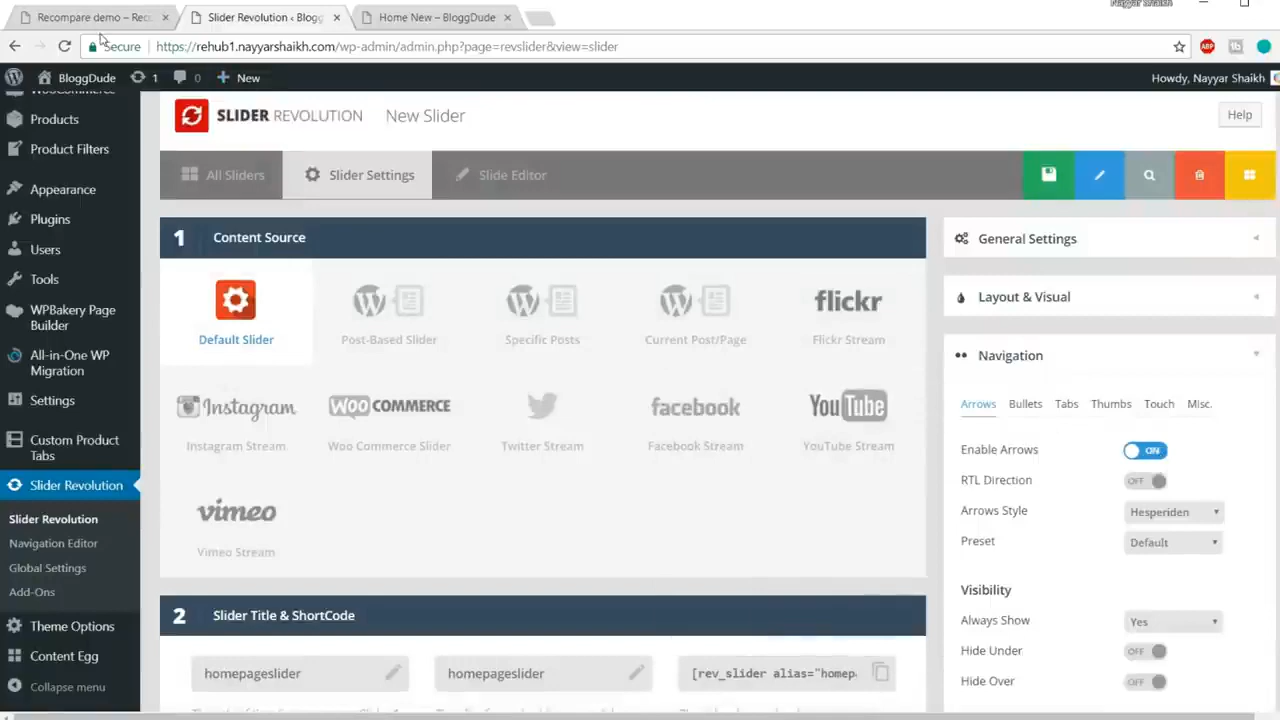 Nayyar Shaikh
Recompare demo – Rec
Slider Revolution ‹ Blogg
Home New – BloggDude
Secure
https://rehub1.nayyarshaikh.com/wp-admin/admin.php?page=revslider&view=slider
ABP
BloggDude
1
0
New
Howdy, Nayyar Shaikh
WooCommerce
Products
Product Filters
Appearance
Plugins
Users
Tools
WPBakery Page
Builder
All-in-One WP
Migration
Settings
Custom Product
Tabs
Slider Revolution
Slider Revolution
Navigation Editor
Global Settings
Add-Ons
Theme Options
Content Egg
Collapse menu
SLIDER REVOLUTION
New Slider
Help
All Sliders
Slider Settings
Slide Editor
1 Content Source
Default Slider
Post-Based Slider
Specific Posts
Current Post/Page
flickr
Flickr Stream
Instagram
Instagram Stream
WOO COMMERCE
Woo Commerce Slider
Twitter Stream
facebook
Facebook Stream
YouTube
YouTube Stream
vimeo
Vimeo Stream
2 Slider Title & ShortCode
homepageslider
homepageslider
[rev_slider alias="homep
General Settings
Layout & Visual
Navigation
Arrows Bullets Tabs Thumbs Touch Misc.
Enable Arrows ON
RTL Direction OFF
Arrows Style Hesperiden
Preset Default
Visibility
Always Show Yes
Hide Under OFF
Hide Over OFF